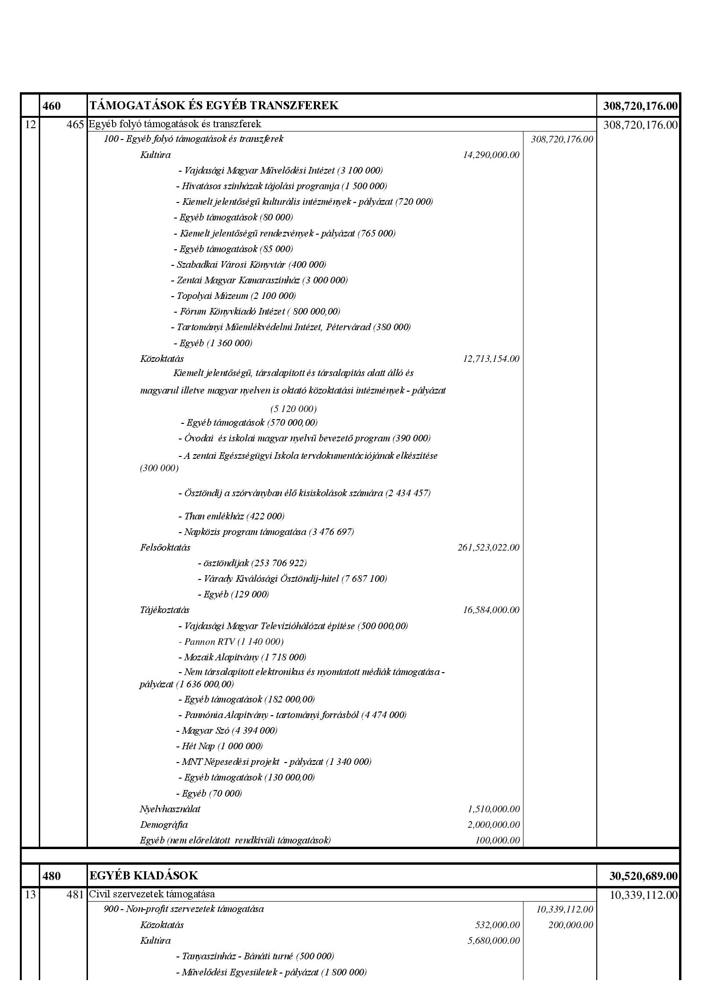 460 TÁMOGATÁSOK ÉS EGYÉB TRANSZFEREK 308,720,176.00
12 465 Egyéb folyó támogatások és transzferek 308,720,176.00
100 - Egyéb folyó támogatások és transzferek 308,720,176.00
Kultúra 14,290,000.00
- Vajdasági Magyar Művelődési Intézet (3 100 000)
- Hivatásos színházak tájolási programja (1 500 000)
- Kiemelt jelentőségű kulturális intézmények - pályázat (720 000)
- Egyéb támogatások (80 000)
- Kiemelt jelentőségű rendezvények - pályázat (765 000)
- Egyéb támogatások (85 000)
- Szabadkai Városi Könyvtár (400 000)
- Zentai Magyar Kamaraszínház (3 000 000)
- Topolyai Múzeum (2 100 000)
- Fórum Könyvkiadó Intézet ( 800 000,00)
- Tartományi Műemlékvédelmi Intézet, Pétervárad (380 000)
- Egyéb (1 360 000)
Közoktatás 12,713,154.00
Kiemelt jelentőségű, társalapított és társalapítás alatt álló és
magyarul illetve magyar nyelven is oktató közoktatási intézmények - pályázat
(5 120 000)
- Egyéb támogatások (570 000,00)
- Óvodai és iskolai magyar nyelvű bevezető program (390 000)
- A zentai Egészségügyi Iskola tervdokumentációjának elkészítése
(300 000)
- Ösztöndíj a szórványban élő kisiskolások számára (2 434 457)
- Than emlékház (422 000)
- Napközis program támogatása (3 476 697)
Felsőoktatás 261,523,022.00
- ösztöndíjak (253 706 922)
- Várady Kiválósági Ösztöndíj-hitel (7 687 100)
- Egyéb (129 000)
Tájékoztatás 16,584,000.00
- Vajdasági Magyar Televízióhálózat építése (500 000,00)
- Pannon RTV (1 140 000)
- Mozaik Alapítvány (1 718 000)
- Nem társalapított elektronikus és nyomtatott médiák támogatása -
pályázat (1 636 000,00)
- Egyéb támogatások (182 000,00)
- Pannónia Alapítvány - tartományi forrásból (4 474 000)
- Magyar Szó (4 394 000)
- Hét Nap (1 000 000)
- MNT Népesedési projekt - pályázat (1 340 000)
- Egyéb támogatások (130 000,00)
- Egyéb (70 000)
Nyelvhasználat 1,510,000.00
Demográfia 2,000,000.00
Egyéb (nem előrelátott rendkívüli támogatások) 100,000.00
480 EGYÉB KIADÁSOK 30,520,689.00
13 481 Civil szervezetek támogatása 10,339,112.00
900 - Non-profit szervezetek támogatása 10,339,112.00
Közoktatás 532,000.00 200,000.00
Kultúra 5,680,000.00
- Tanyaszínház - Bánáti turné (500 000)
- Művelődési Egyesületek - pályázat (1 800 000)